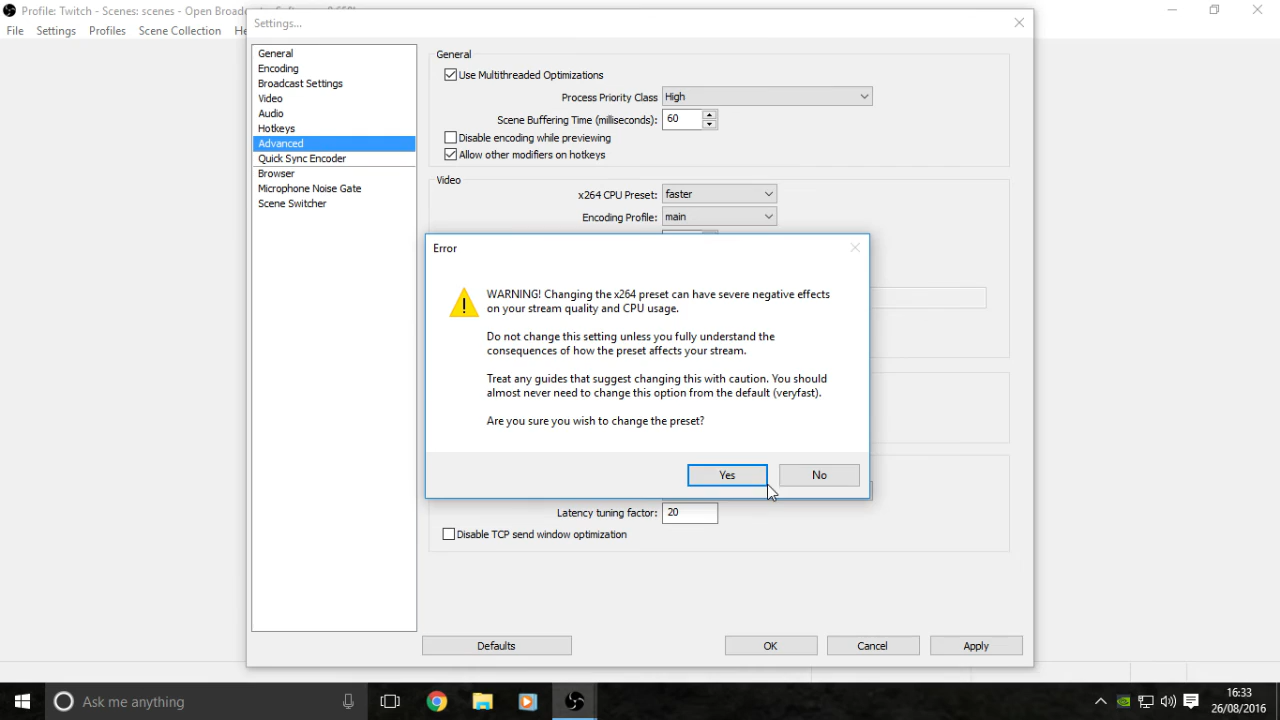 Profile: Twitch - Scenes: scenes - Open
File Settings Profiles Scene Collection
Settings...
General
Encoding
Broadcast Settings
Video
Audio
Hotkeys
Advanced
Quick Sync Encoder
Browser
Microphone Noise Gate
Scene Switcher
General
Use Multithreaded Optimizations
Process Priority Class High
Scene Buffering Time (milliseconds): 60
Disable encoding while previewing
Allow other modifiers on hotkeys
Video
x264 CPU Preset: faster
Encoding Profile: main
Error
WARNING! Changing the x264 preset can have severe negative effects
on your stream quality and CPU usage.
Do not change this setting unless you fully understand the
consequences of how the preset affects your stream.
Treat any guides that suggest changing this with caution. You should
almost never need to change this option from the default (veryfast).
Are you sure you wish to change the preset?
Yes No
Latency tuning factor: 20
Disable TCP send window optimization
Defaults OK Cancel Apply
Ask me anything
16:33
26/08/2016